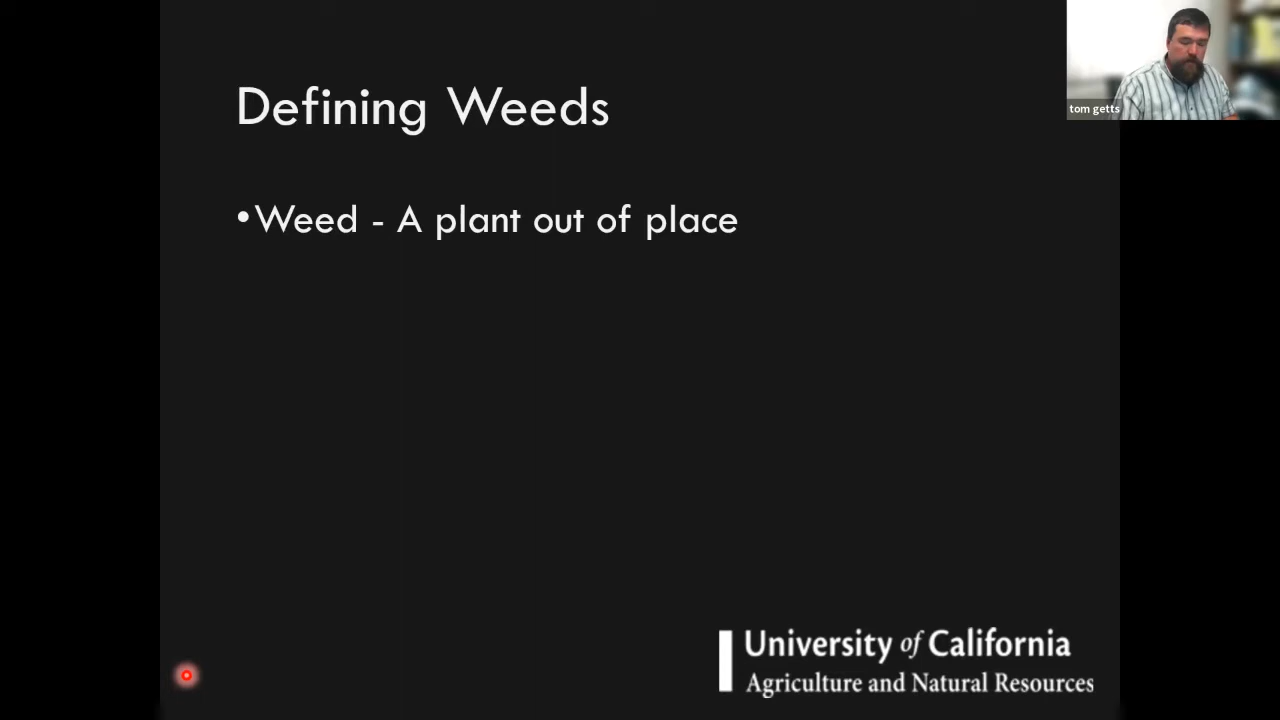 Defining Weeds
tom getts
•Weed - A plant out of place
University of California
Agriculture and Natural Resources